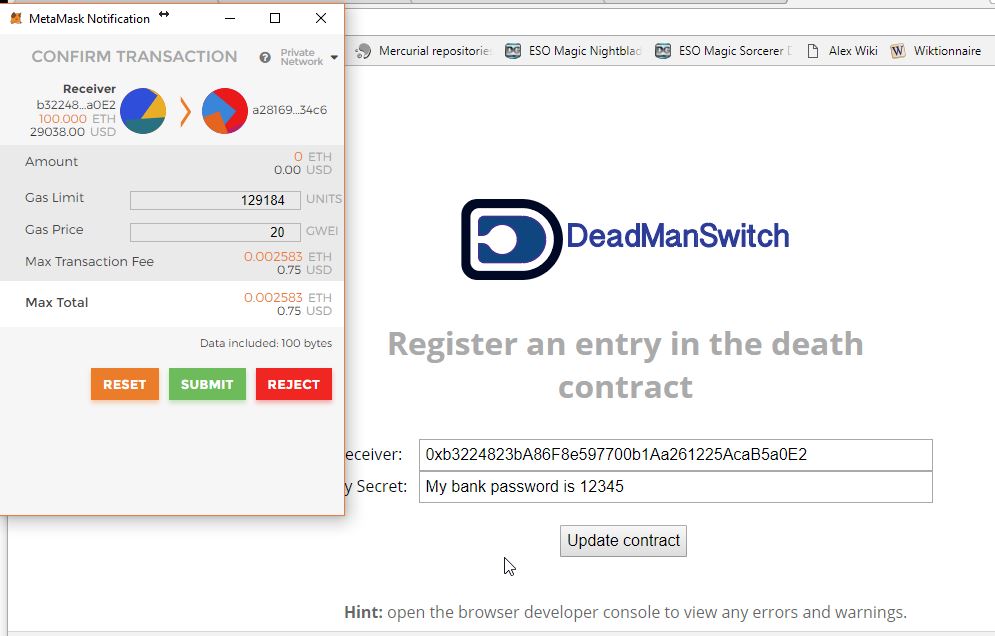 MetaMask Notification
CONFIRM TRANSACTION
Private
Network
Receiver
b32248...a0E2
100.000 ETH
29038.00 USD
a28169...34c6
Amount
0 ETH
0.00 USD
Gas Limit
129184 UNITS
Gas Price
20 GWEI
Max Transaction Fee
0.002583 ETH
0.75 USD
Max Total
0.002583 ETH
0.75 USD
Data included: 100 bytes
RESET SUBMIT REJECT
Mercurial repositories ESO Magic Nightblad ESO Magic Sorcerer D Alex Wiki Wiktionnaire
DeadManSwitch
Register an entry in the death
contract
eceiver: 0xb3224823bA86F8e597700b1Aa261225AcaB5a0E2
y Secret: My bank password is 12345
Update contract
Hint: open the browser developer console to view any errors and warnings.